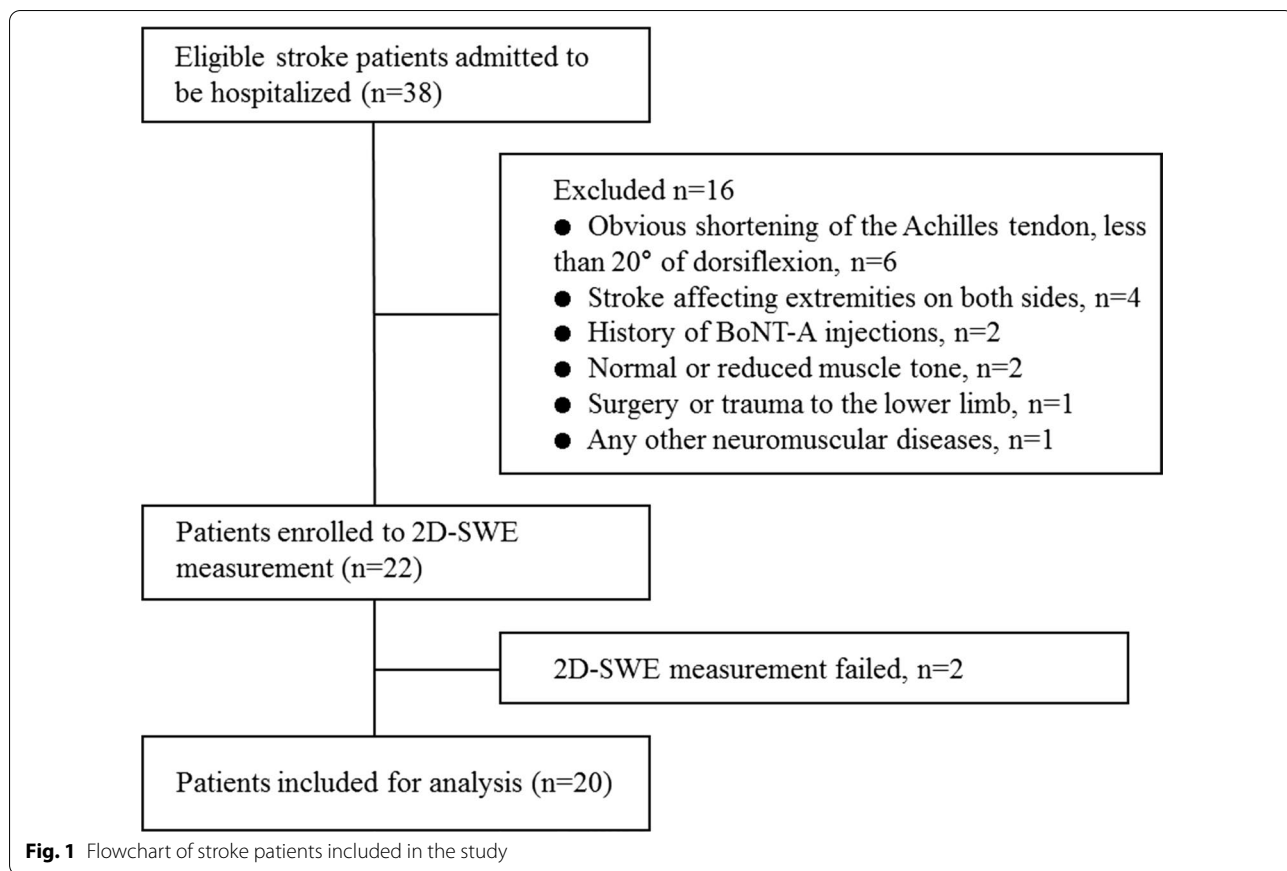 Eligible stroke patients admitted to
be hospitalized (n=38)
Excluded n=16
● Obvious shortening of the Achilles tendon, less
than 20° of dorsiflexion, n=6
● Stroke affecting extremities on both sides, n=4
● History of BoNT-A injections, n=2
● Normal or reduced muscle tone, n=2
● Surgery or trauma to the lower limb, n=1
● Any other neuromuscular diseases, n=1
Patients enrolled to 2D-SWE
measurement (n=22)
2D-SWE measurement failed, n=2
Patients included for analysis (n=20)
Fig. 1 Flowchart of stroke patients included in the study